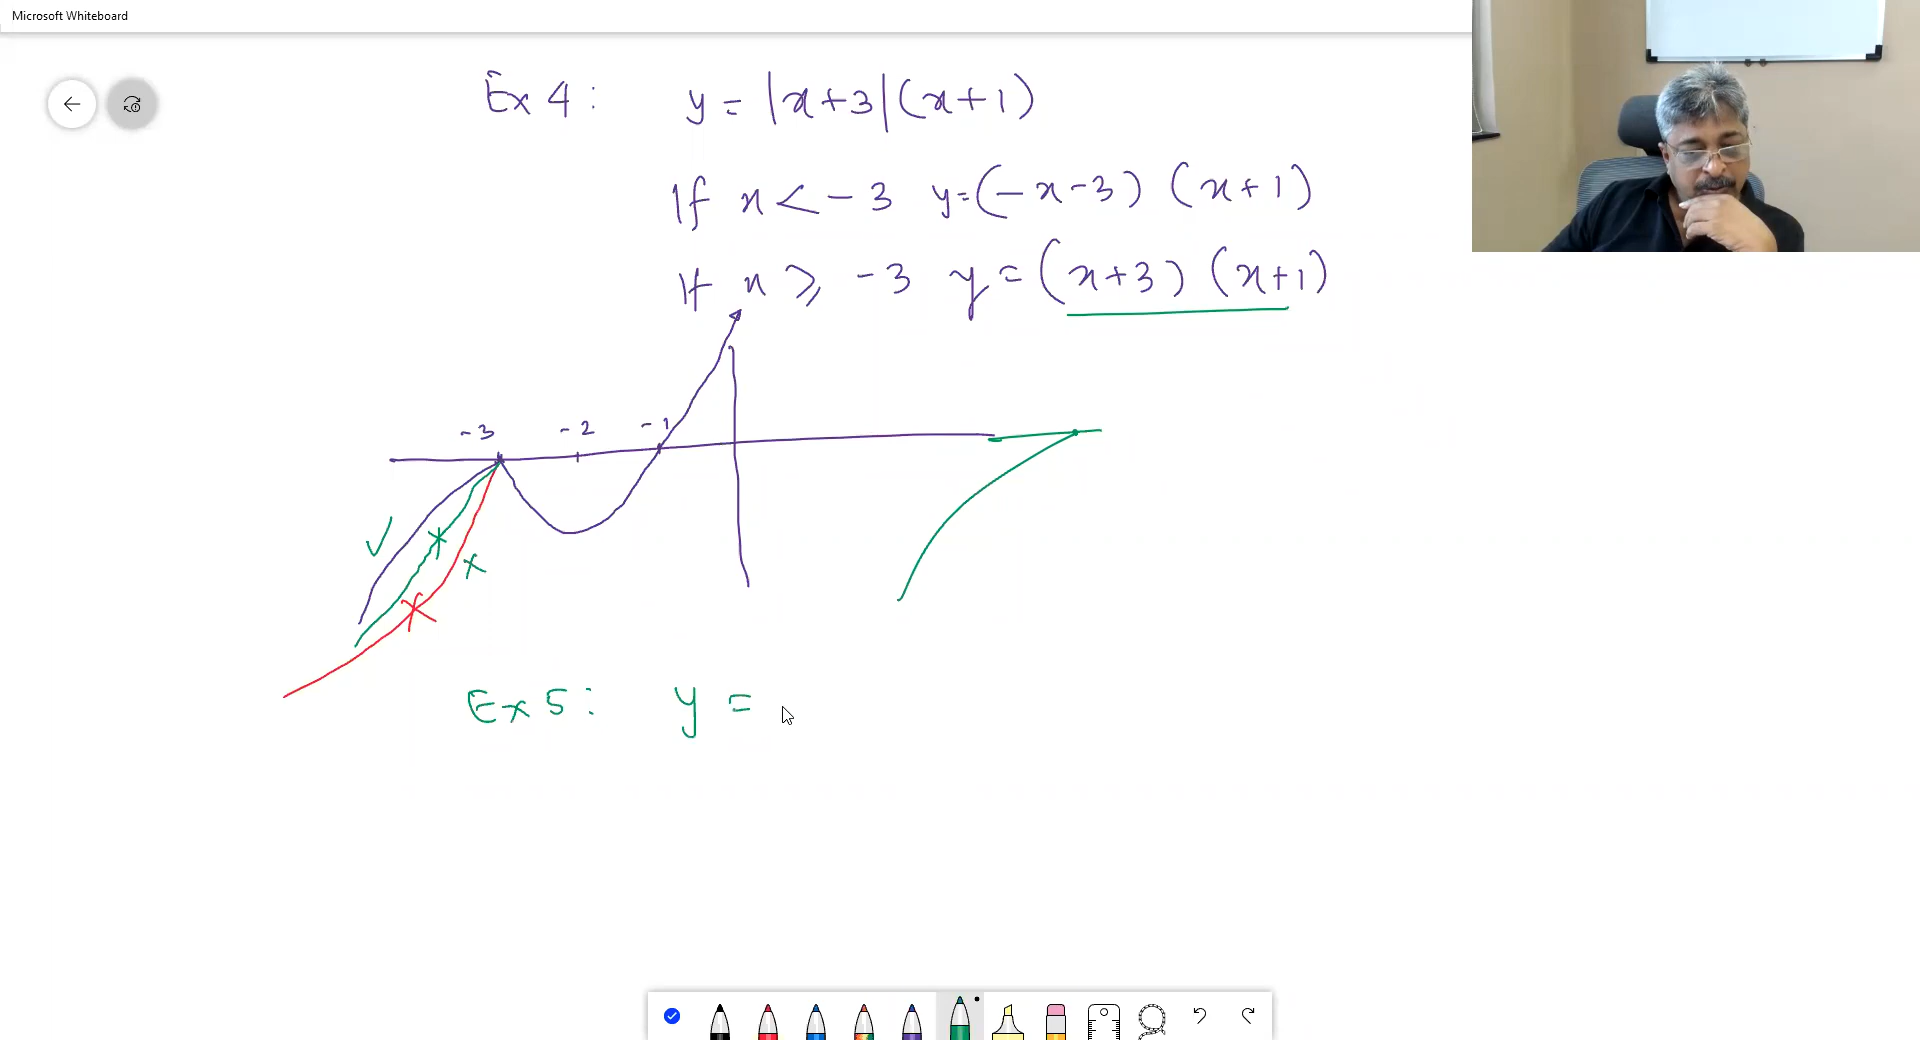 Microsoft Whiteboard
Ex 4 : y = |x+3|(x+1)
If x < -3 y=(-x-3) (x+1)
If x ⩾ -3 y = (x+3) (x+1)
-3 -2 -1
Ex 5 : y =